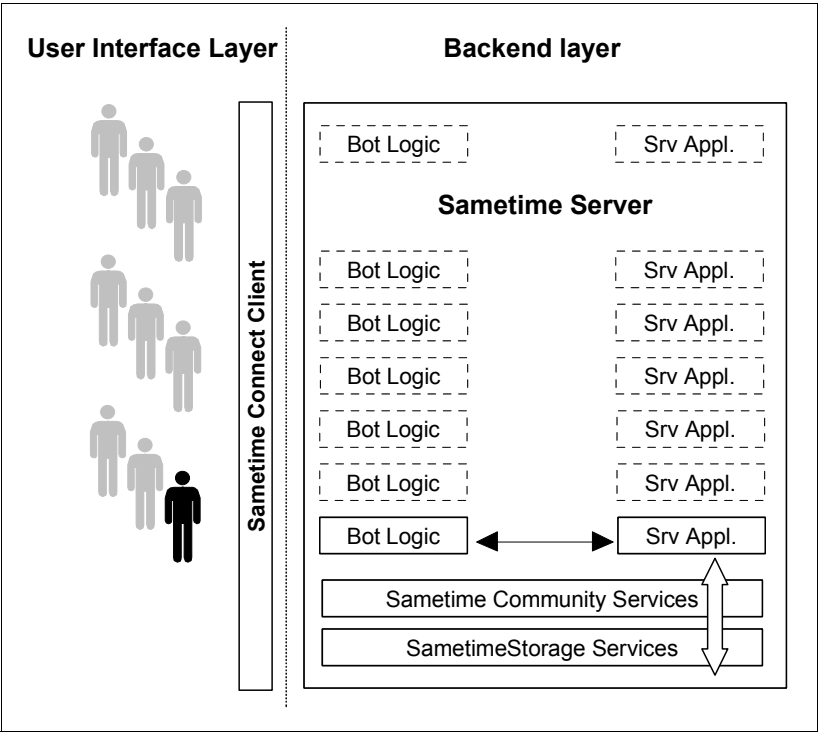 User Interface Layer
Backend layer
Sametime Connect Client
Bot Logic
Srv Appl.
Sametime Server
Bot Logic
Srv Appl.
Bot Logic
Srv Appl.
Bot Logic
Srv Appl.
Bot Logic
Srv Appl.
Bot Logic
Srv Appl.
Bot Logic
Srv Appl.
Sametime Community Services
SametimeStorage Services